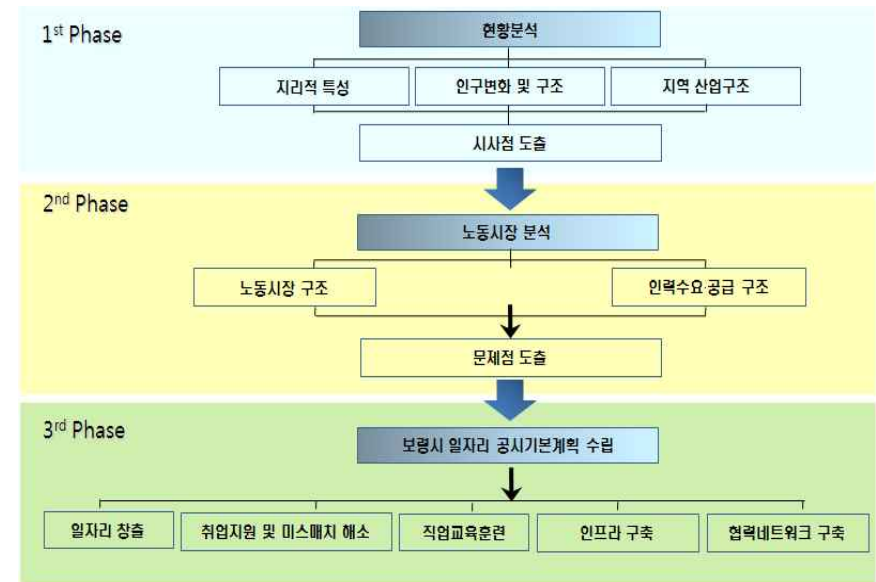 1st Phase
현황분석
지리적 특성
인구변화 및 구조
지역 산업구조
시사점 도출
2nd Phase
노동시장 분석
노동시장 구조
인력수요·공급 구조
문제점 도출
3rd Phase
보령시 일자리 공시기본계획 수립
일자리 창출
취업지원 및 미스매치 해소
직업교육훈련
인프라 구축
협력네트워크 구축